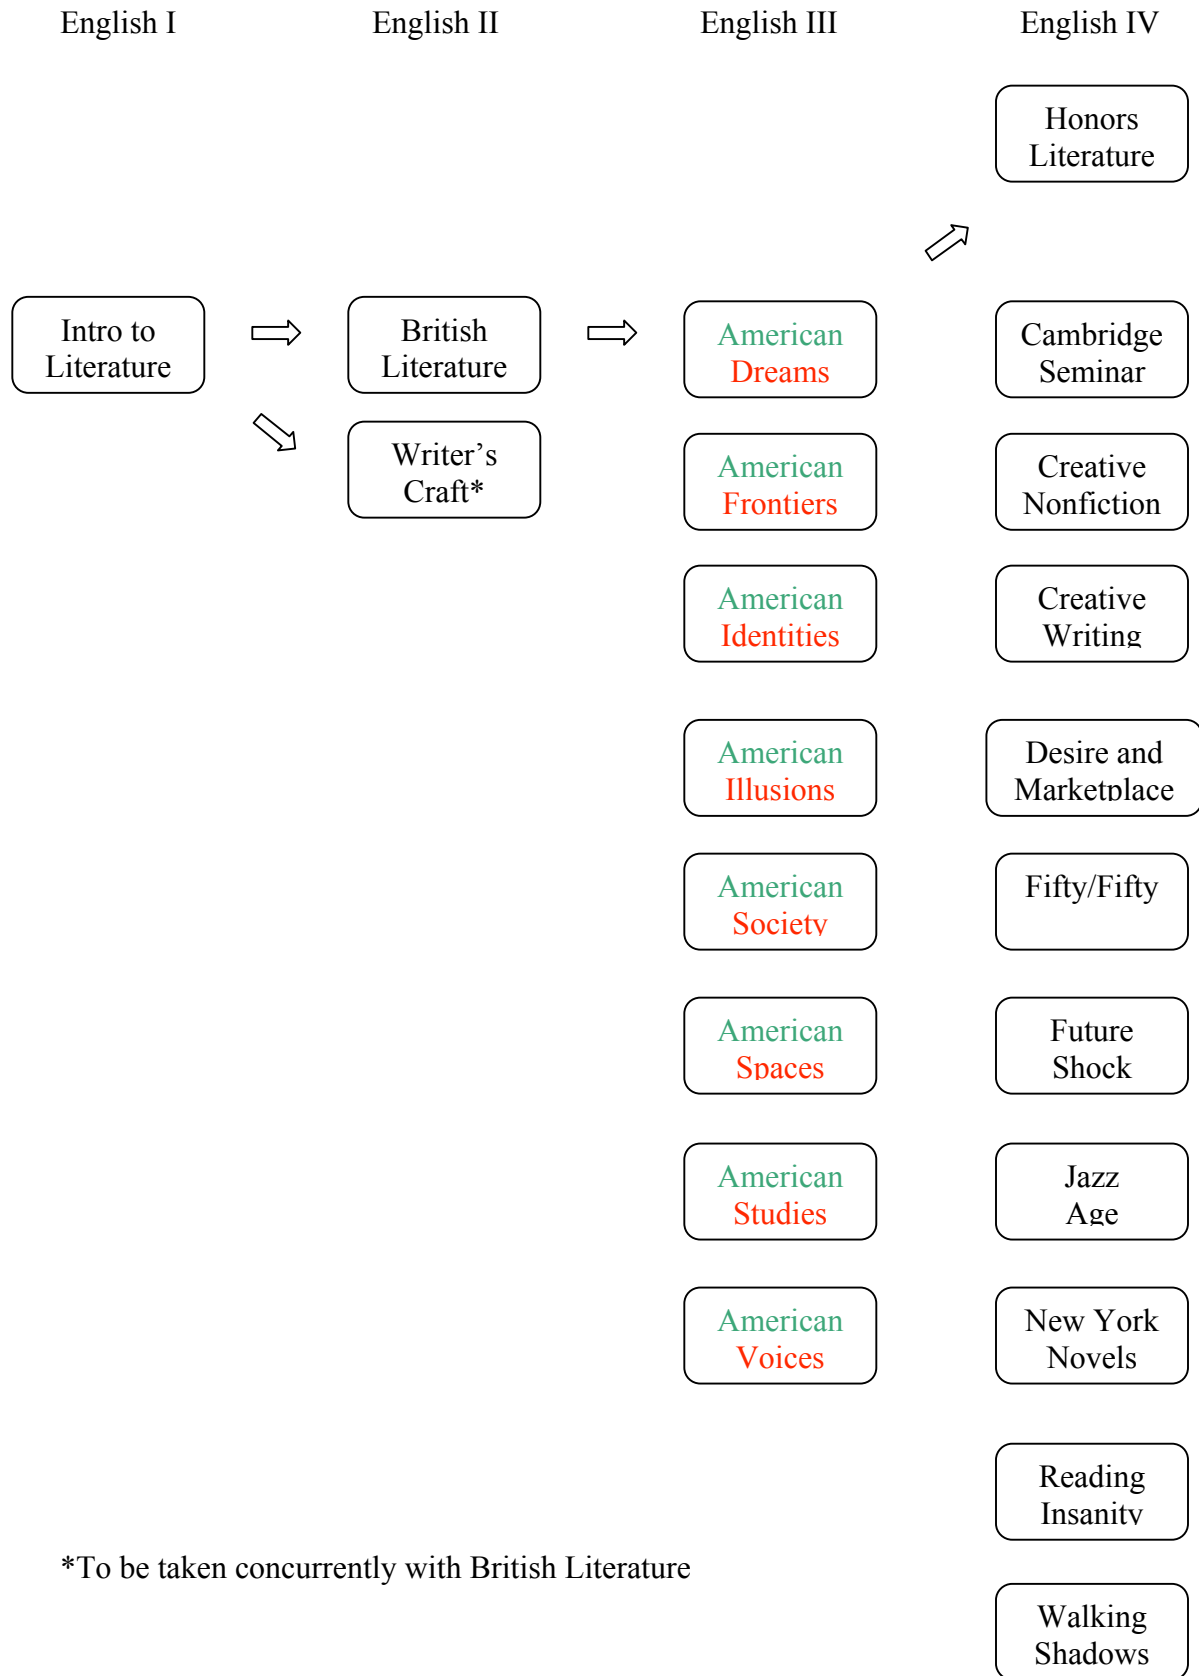 English I
English II
English III
English IV
Honors
Literature
Intro to
Literature
British
Literature
American
Dreams
Cambridge
Seminar
Writer’s
Craft*
American
Frontiers
Creative
Nonfiction
American
Identities
Creative
Writing
American
Illusions
Desire and
Marketplace
American
Society
Fifty/Fifty
American
Spaces
Future
Shock
American
Studies
Jazz
Age
American
Voices
New York
Novels
Reading
Insanity
*To be taken concurrently with British Literature
Walking
Shadows